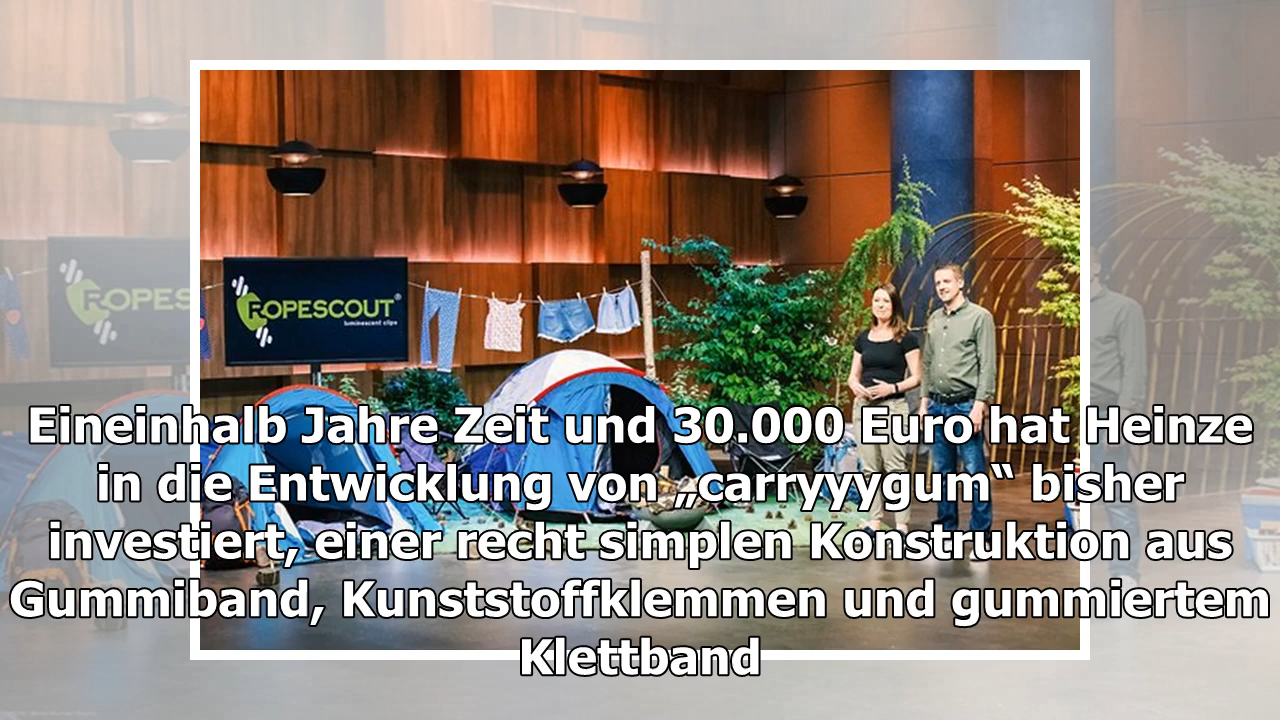 ROPES
ROPESCOUT®
luminescent clips
Eineinhalb Jahre Zeit und 30.000 Euro hat Heinze
in die Entwicklung von „carryyygum“ bisher
investiert, einer recht simplen Konstruktion aus
Gummiband, Kunststoffklemmen und gummiertem
Klettband